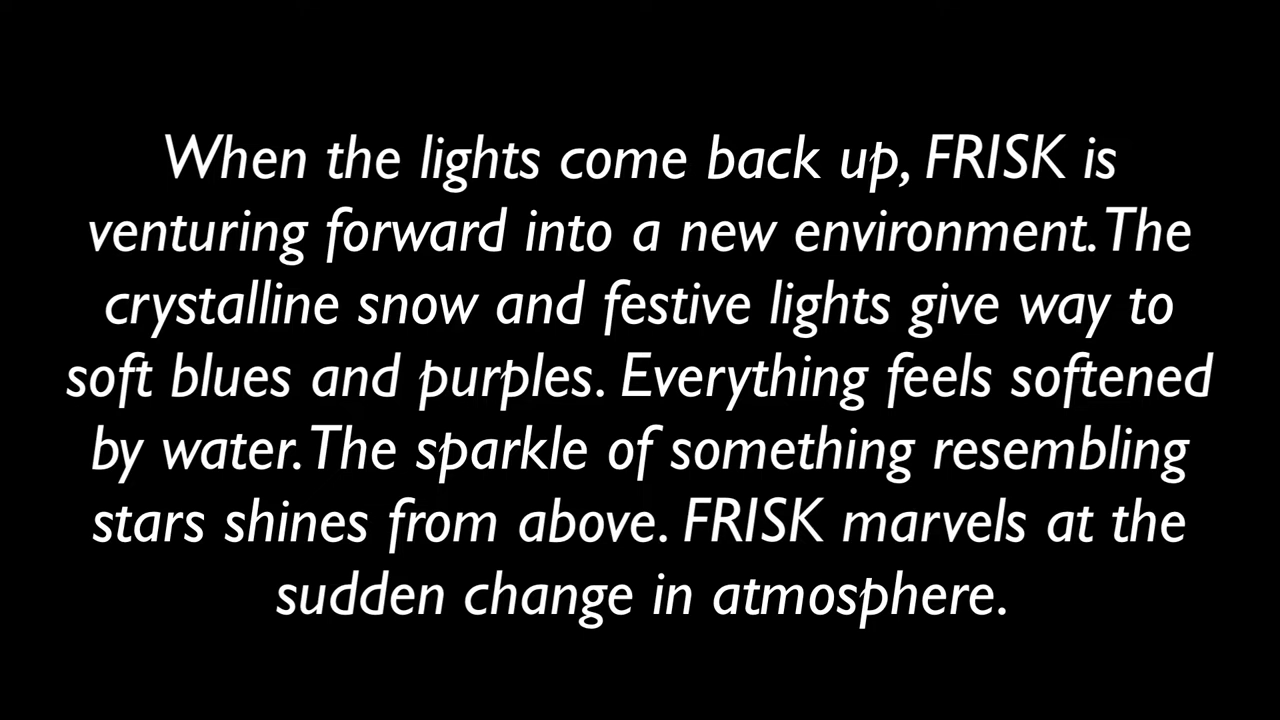 When the lights come back up, FRISK is
venturing forward into a new environment. The
crystalline snow and festive lights give way to
soft blues and purples. Everything feels softened
by water. The sparkle of something resembling
stars shines from above. FRISK marvels at the
sudden change in atmosphere.